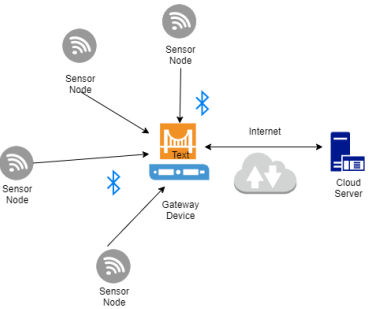 Sensor
Node
Sensor
Node
Internet
Text
Sensor
Node
Gateway
Device
Cloud
Server
Sensor
Node